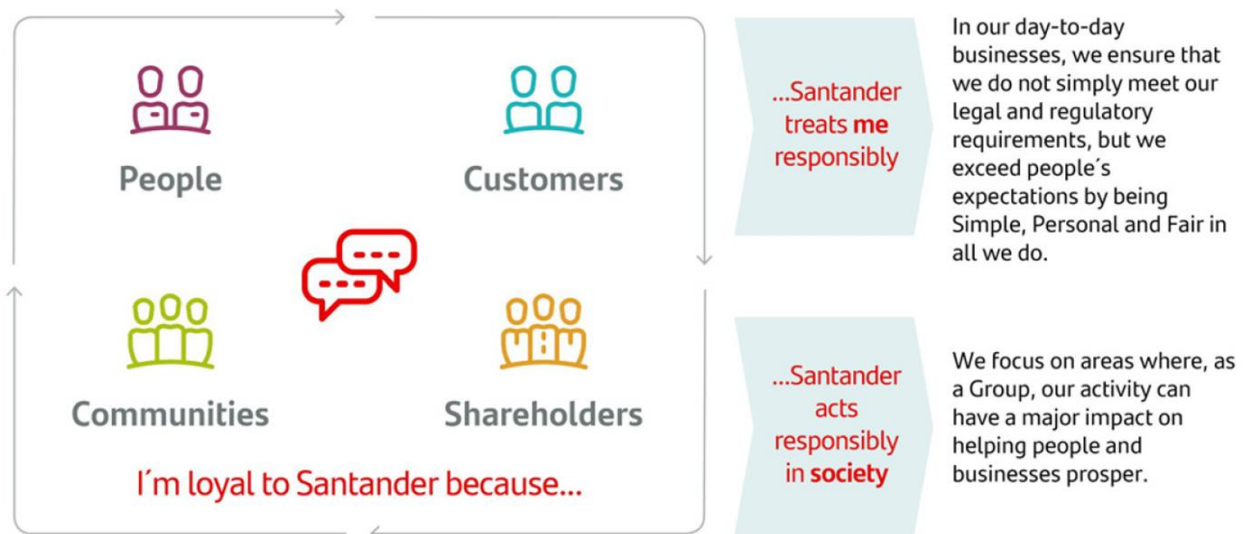 People
Customers
Communities
Shareholders
I´m loyal to Santander because...
...Santander
treats me
responsibly
In our day-to-day
businesses, we ensure that
we do not simply meet our
legal and regulatory
requirements, but we
exceed people´s
expectations by being
Simple, Personal and Fair in
all we do.
...Santander
acts
responsibly
in society
We focus on areas where, as
a Group, our activity can
have a major impact on
helping people and
businesses prosper.